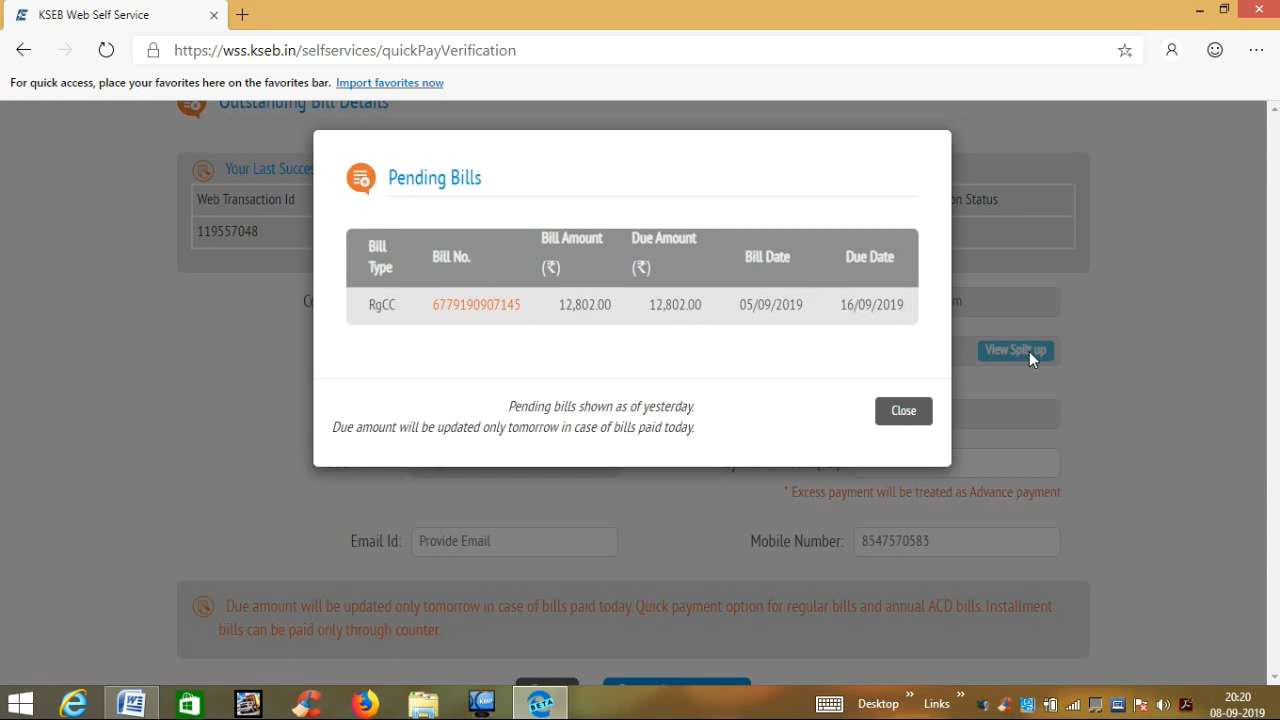 KSEB Web Self Service
https://wss.kseb.in/selfservices/quickPayVerification
For quick access, place your favorites here on the favorites bar. Import favorites now
Outstanding Bill Details
Your Last Succe
Web Transaction Id
on Status
119557048
Pending Bills
Bill Type Bill No. Bill Amount (₹) Due Amount (₹) Bill Date Due Date
RgCC 6779190907145 12,802.00 12,802.00 05/09/2019 16/09/2019
View Split up
Pending bills shown as of yesterday.
Due amount will be updated only tomorrow in case of bills paid today.
Close
* Excess payment will be treated as Advance payment
Email Id: Provide Email Mobile Number: 8547570583
Due amount will be updated only tomorrow in case of bills paid today. Quick payment option for regular bills and annual ACD bills. Installment
bills can be paid only through counter.
Desktop
Links
20:20
08-09-2019